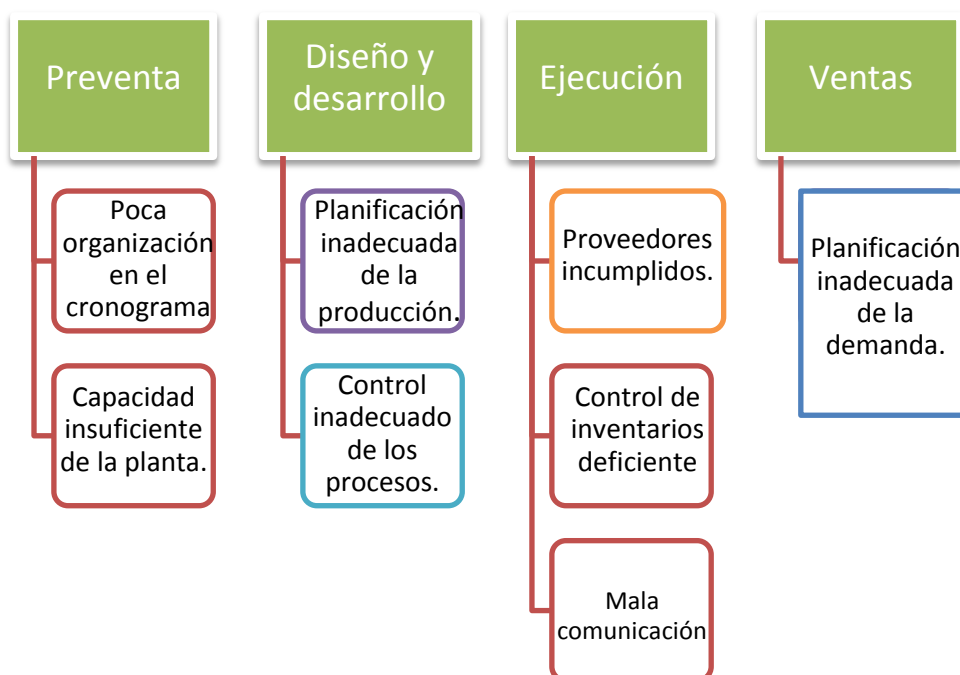 Preventa
Poca
organización
en el
cronograma
Capacidad
insuficiente
de la planta.
Diseño y
desarrollo
Planificación
inadecuada
de la
producción.
Control
inadecuado
de los
procesos.
Ejecución
Proveedores
incumplidos.
Control de
inventarios
deficiente
Mala
comunicación
Ventas
Planificación
inadecuada
de la
demanda.